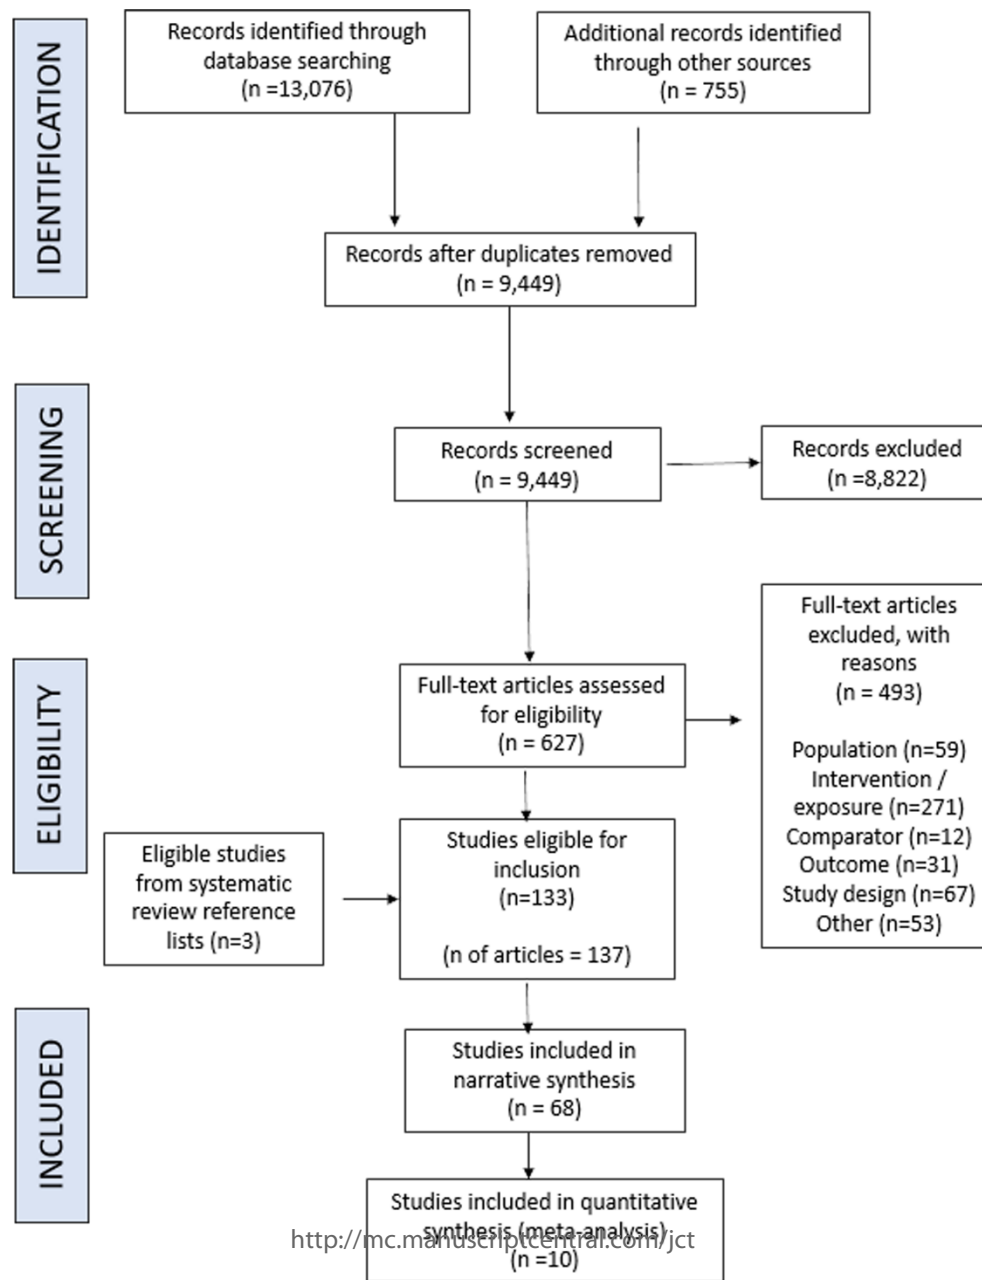 IDENTIFICATION
Records identified through
database searching
(n =13,076)
Additional records identified
through other sources
(n = 755)
Records after duplicates removed
(n = 9,449)
SCREENING
Records screened
(n = 9,449)
Records excluded
(n =8,822)
ELIGIBILITY
Full-text articles assessed
for eligibility
(n = 627)
Full-text articles
excluded, with
reasons
(n = 493)
Population (n=59)
Intervention /
exposure (n=271)
Comparator (n=12)
Outcome (n=31)
Study design (n=67)
Other (n=53)
Eligible studies
from systematic
review reference
lists (n=3)
Studies eligible for
inclusion
(n=133)
(n of articles = 137)
INCLUDED
Studies included in
narrative synthesis
(n = 68)
Studies included in quantitative
synthesis (meta-analysis)
http://mc.manuscriptcentral.com/jct
(n =10)